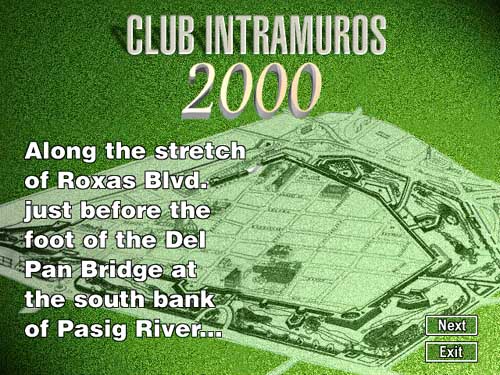 CLUB INTRAMUROS
2000
Along the stretch
of Roxas Blvd.
just before the
foot of the Del
Pan Bridge at
the south bank
of Pasig River...
Next
Exit